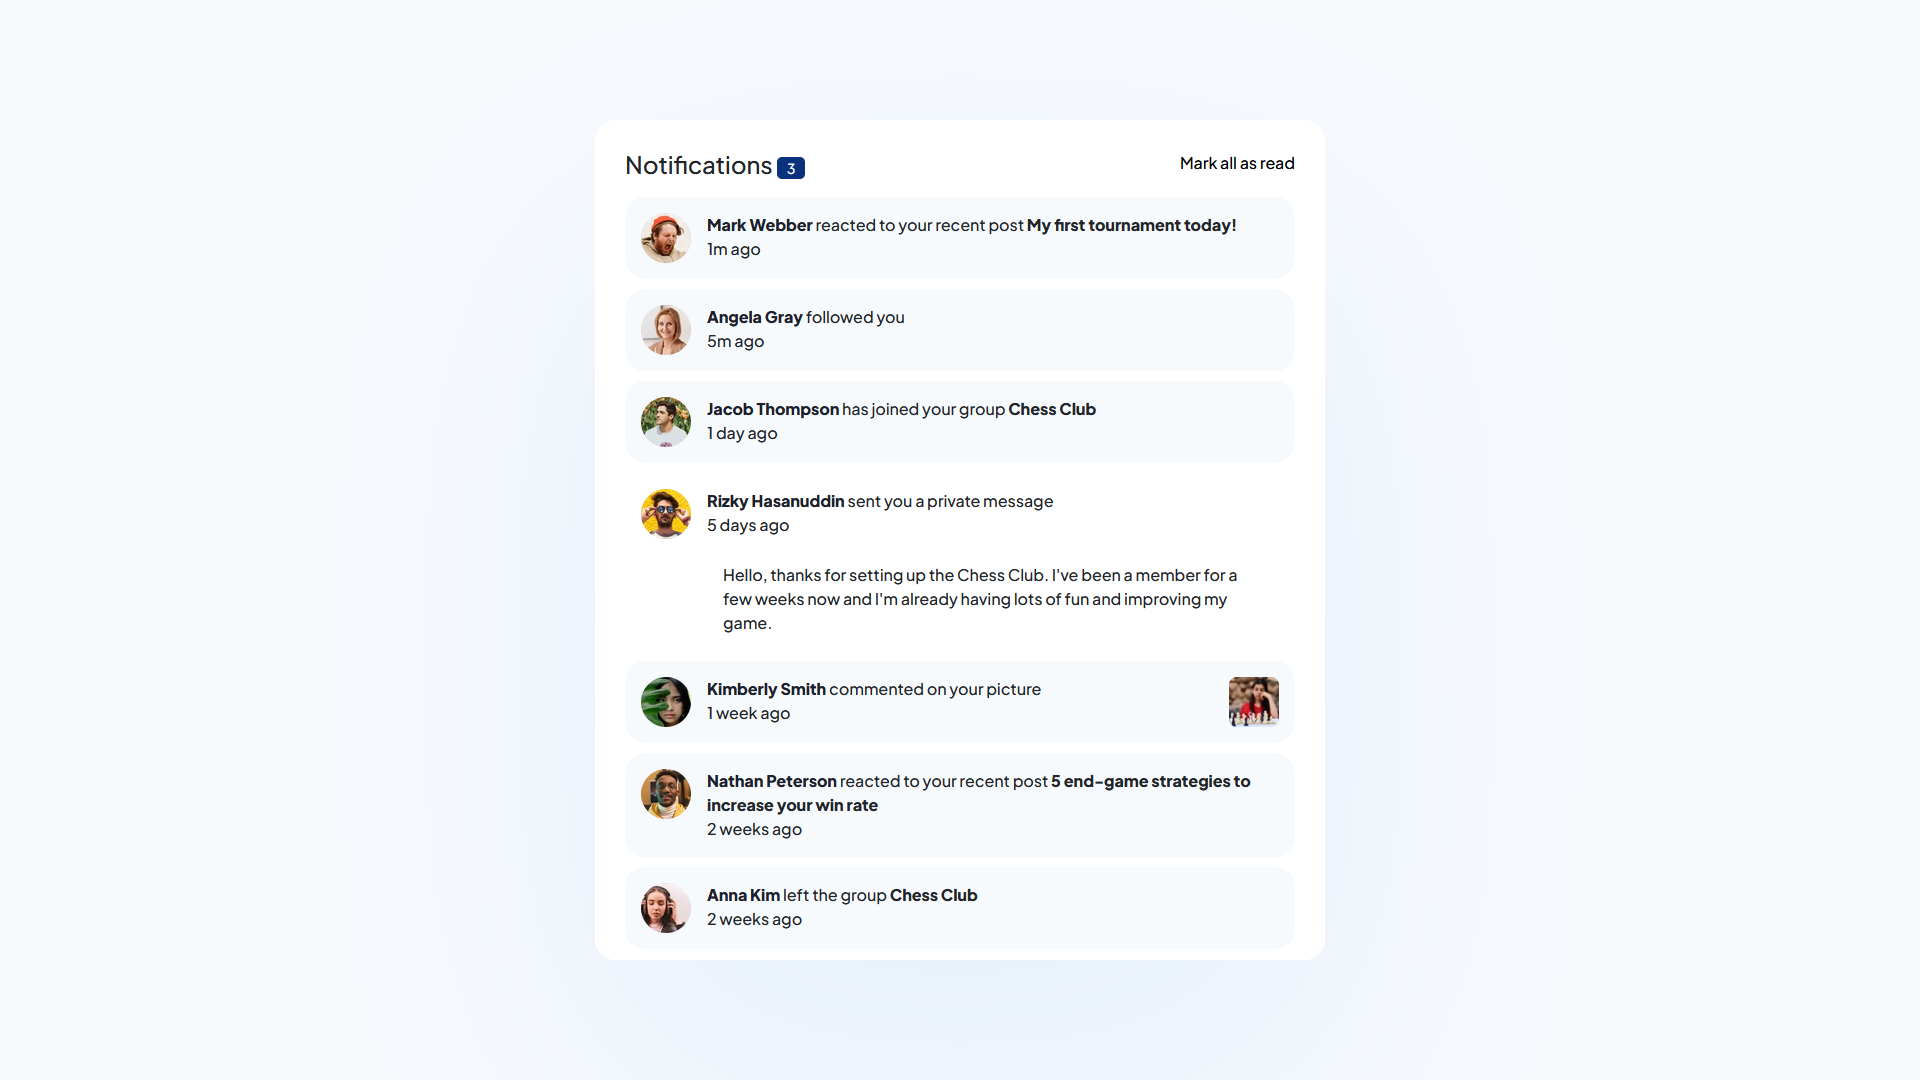 Notifications 3
Mark all as read
Mark Webber reacted to your recent post My first tournament today!
1m ago
Angela Gray followed you
5m ago
Jacob Thompson has joined your group Chess Club
1 day ago
Rizky Hasanuddin sent you a private message
5 days ago
Hello, thanks for setting up the Chess Club. I've been a member for a
few weeks now and I'm already having lots of fun and improving my
game.
Kimberly Smith commented on your picture
1 week ago
Nathan Peterson reacted to your recent post 5 end-game strategies to
increase your win rate
2 weeks ago
Anna Kim left the group Chess Club
2 weeks ago